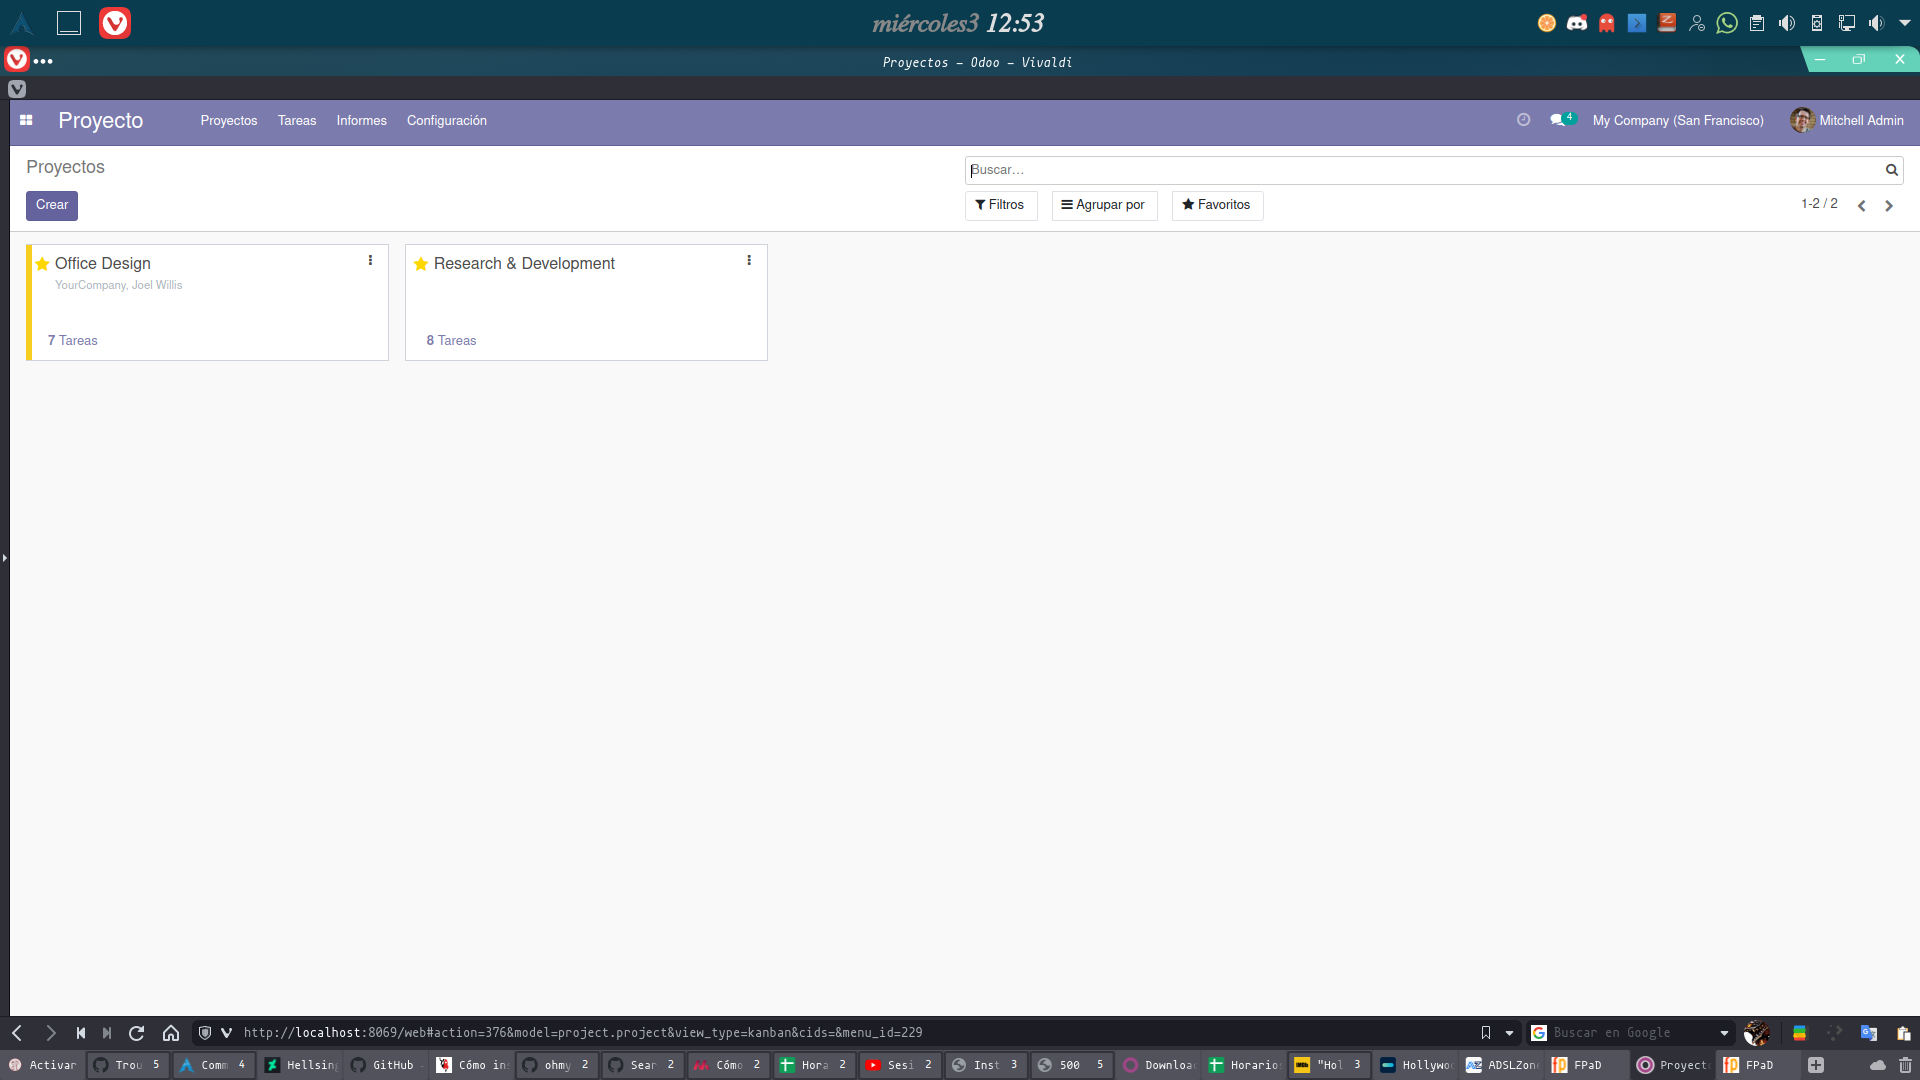 miércoles3 12:53
Proyectos – Odoo – Vivaldi
Proyecto
Proyectos
Tareas
Informes
Configuración
4
My Company (San Francisco)
Mitchell Admin
Proyectos
Buscar...
Crear
Filtros
Agrupar por
Favoritos
1-2 / 2
Office Design
YourCompany, Joel Willis
7 Tareas
Research & Development
8 Tareas
http://localhost:8069/web#action=376&model=project.project&view_type=kanban&cids=&menu_id=229
Buscar en Google
Activar
Trou 5
Comm 4
Hellsing
GitHub
Cómo ins
ohmy 2
Sear 2
Cómo 2
Hora 2
Sesi 2
Inst 3
500 5
Downloa
Horarios
"Hol 3
Hollywoo
ADSLZon
FPaD
Proyecto
FPaD